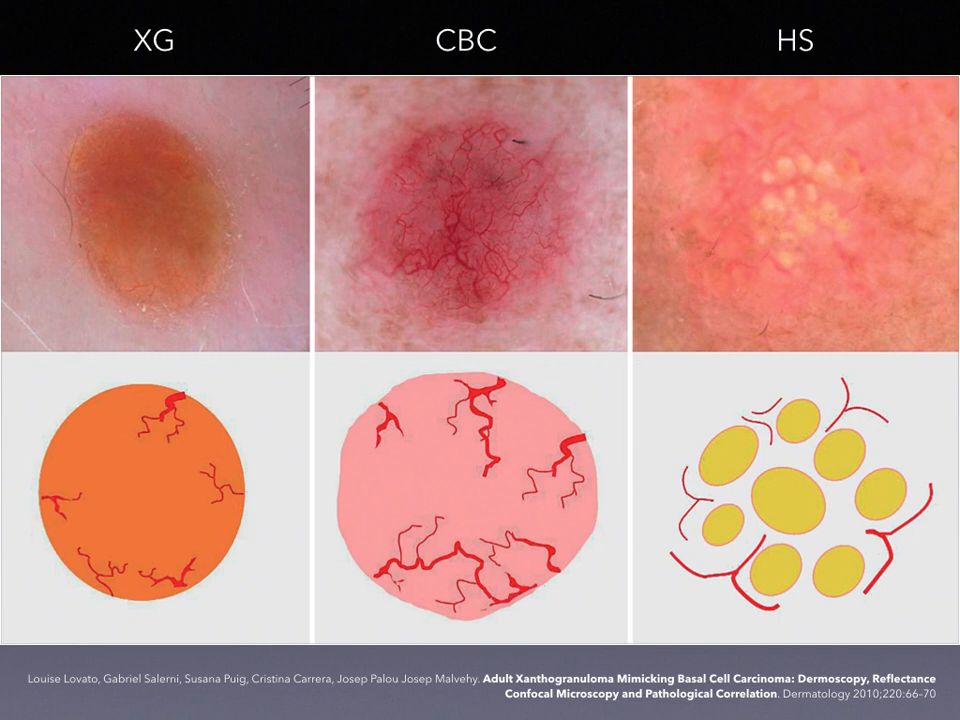 XG
CBC
HS
Louise Lovato, Gabriel Salerni, Susana Puig, Cristina Carrera, Josep Palou Josep Malvehy. Adult Xanthogranuloma Mimicking Basal Cell Carcinoma: Dermoscopy, Reflectance
Confocal Microscopy and Pathological Correlation. Dermatology 2010;220:66–70